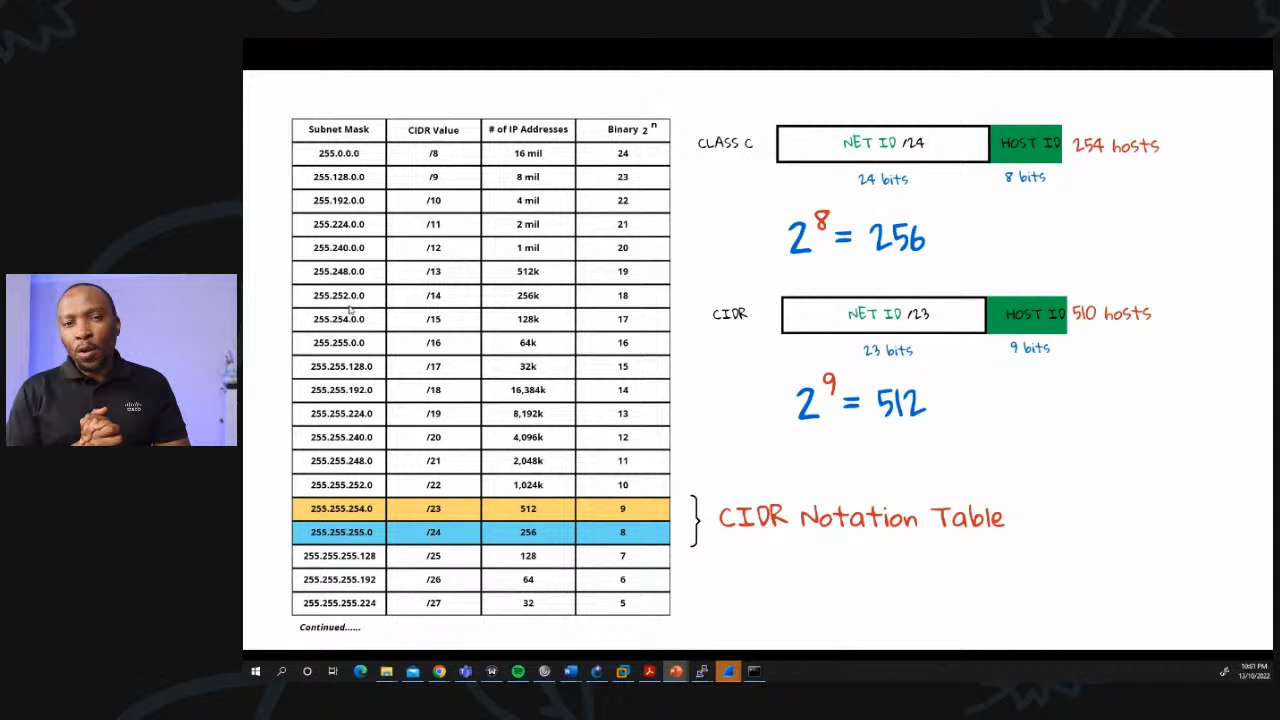 Subnet Mask CIDR Value # of IP Addresses Binary 2 n
255.0.0.0 /8 16 mil 24
255.128.0.0 /9 8 mil 23
255.192.0.0 /10 4 mil 22
255.224.0.0 /11 2 mil 21
255.240.0.0 /12 1 mil 20
255.248.0.0 /13 512k 19
255.252.0.0 /14 256k 18
255.254.0.0 /15 128k 17
255.255.0.0 /16 64k 16
255.255.128.0 /17 32k 15
255.255.192.0 /18 16,384k 14
255.255.224.0 /19 8,192k 13
255.255.240.0 /20 4,096k 12
255.255.248.0 /21 2,048k 11
255.255.252.0 /22 1,024k 10
255.255.254.0 /23 512 9
255.255.255.0 /24 256 8
255.255.255.128 /25 128 7
255.255.255.192 /26 64 6
255.255.255.224 /27 32 5
Continued......
CLASS C NET ID /24 HOST ID 254 hosts
24 bits 8 bits
2 8 = 256
CIDR NET ID /23 HOST ID 510 hosts
23 bits 9 bits
2 9 = 512
CIDR Notation Table
CISCO
10:01 PM
13/10/2022